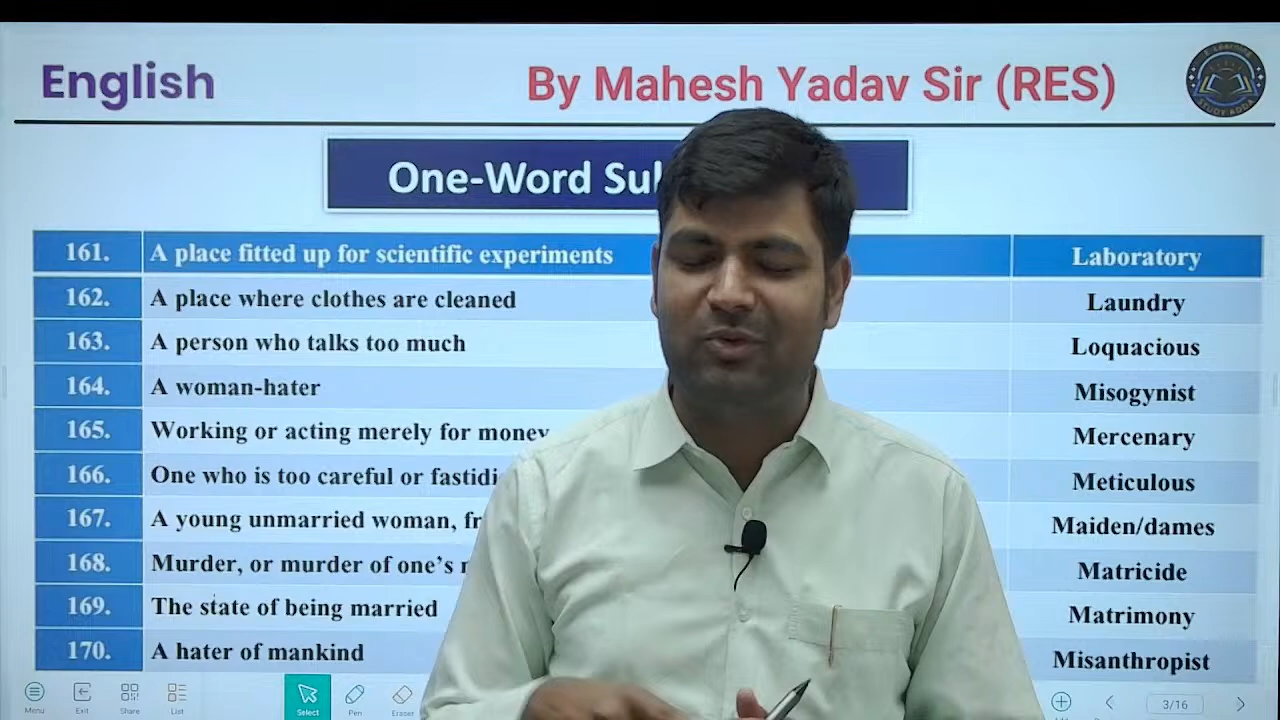 English
By Mahesh Yadav Sir (RES)
E-Learning
STUDY ADDA
One-Word
161. A place fitted up for scientific experiments Laboratory
162. A place where clothes are cleaned Laundry
163. A person who talks too much Loquacious
164. A woman-hater Misogynist
165. Working or acting merely for money Mercenary
166. One who is too careful or Meticulous
167. A young unmarried woman, Maiden/dames
168. Murder, or murder of one's Matricide
169. The state of being married Matrimony
170. A hater of mankind Misanthropist
Menu Exit Share List Select Pen Eraser 3/16